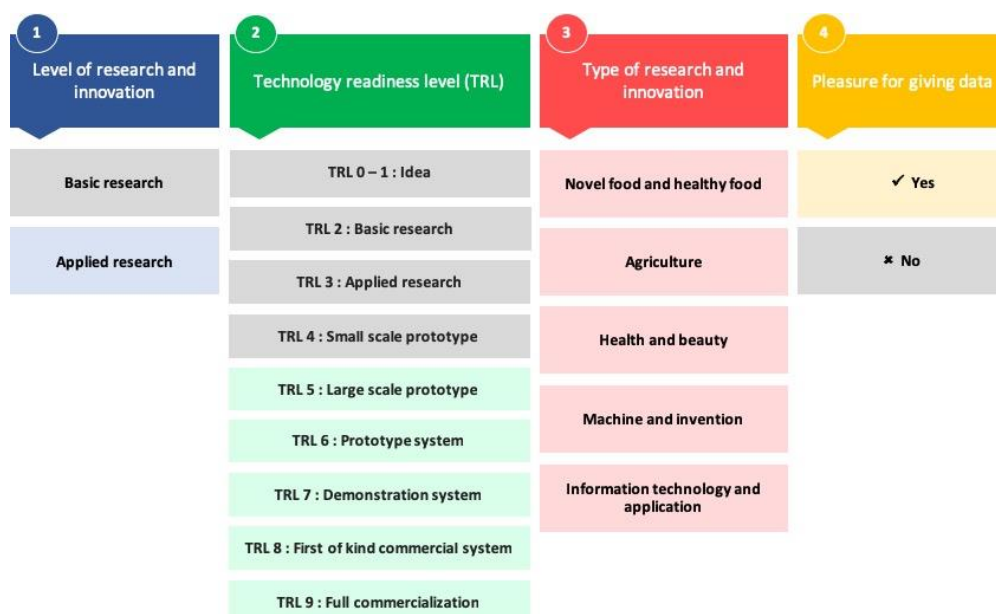 1
Level of research and
innovation
Basic research
Applied research
2
Technology readiness level (TRL)
TRL 0 – 1 : Idea
TRL 2 : Basic research
TRL 3 : Applied research
TRL 4 : Small scale prototype
TRL 5 : Large scale prototype
TRL 6 : Prototype system
TRL 7 : Demonstration system
TRL 8 : First of kind commercial system
TRL 9 : Full commercialization
3
Type of research and
innovation
Novel food and healthy food
Agriculture
Health and beauty
Machine and invention
Information technology and
application
4
Pleasure for giving data
✓ Yes
✖ No